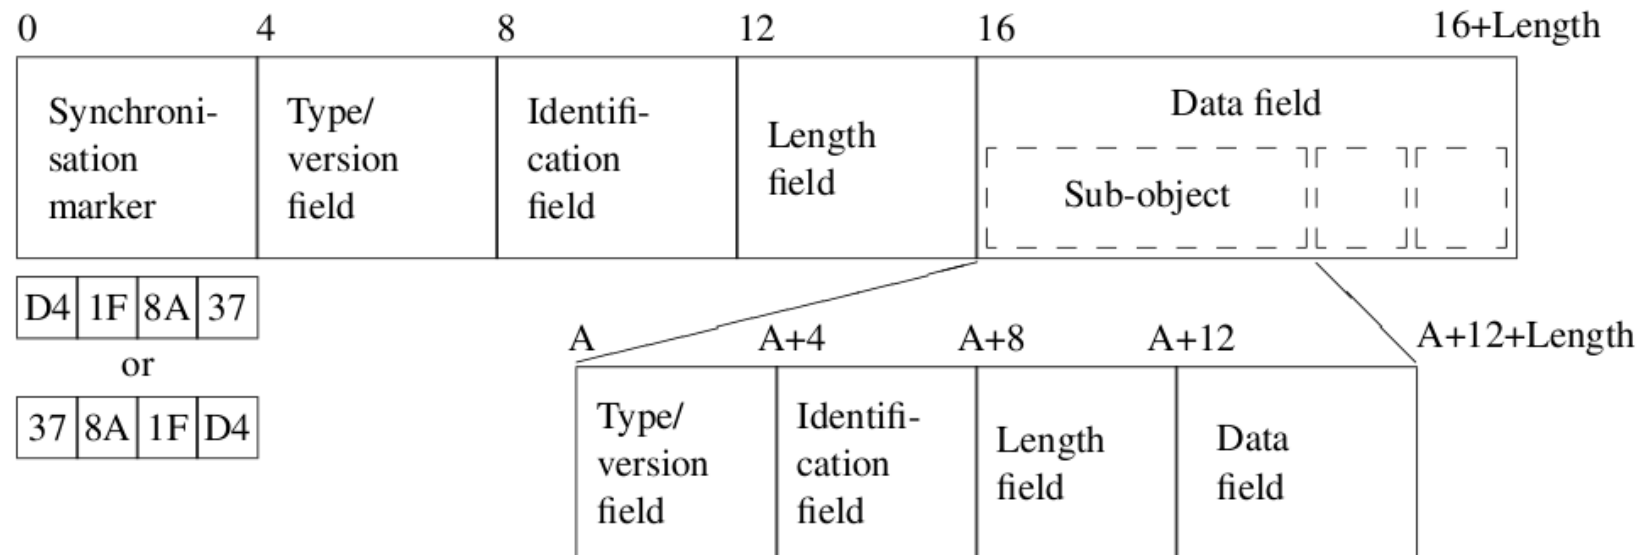 0 4 8 12 16 16+Length
Synchroni-
sation
marker
Type/
version
field
Identifi-
cation
field
Length
field
Data field
Sub-object
D4 1F 8A 37
or
37 8A 1F D4
A A+4 A+8 A+12 A+12+Length
Type/
version
field
Identifi-
cation
field
Length
field
Data
field